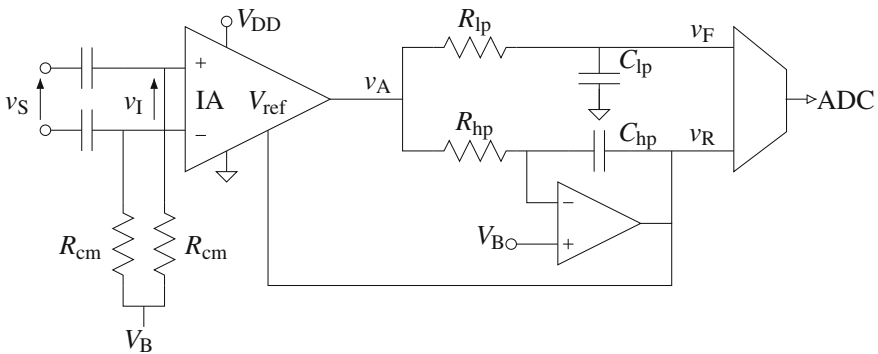 V_DD
R_lp
v_F
C_lp
+
v_S
v_I
IA
V_ref
v_A
ADC
−
R_hp
C_hp
v_R
−
V_B
+
R_cm
R_cm
V_B